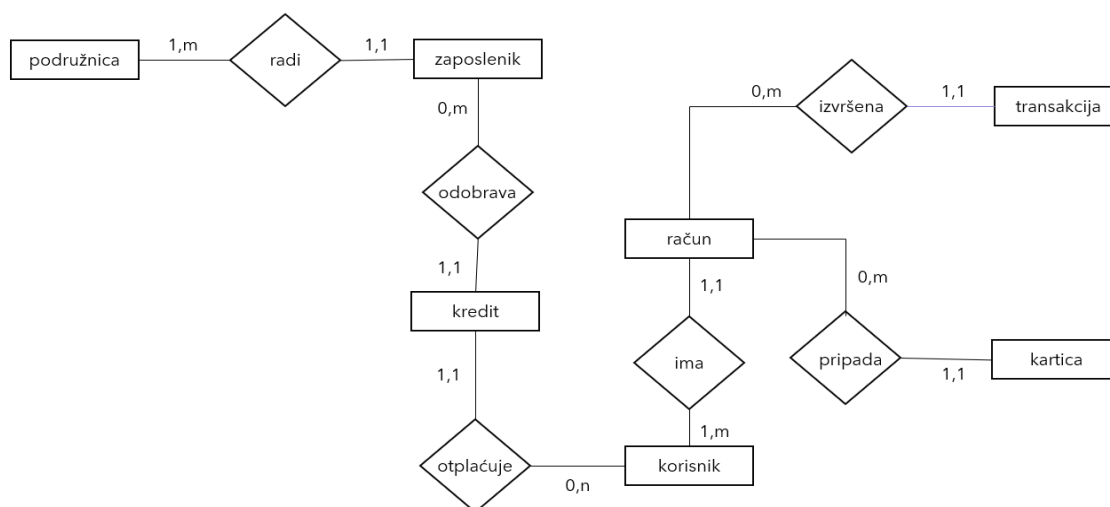 podružnica
1,m
radi
1,1
zaposlenik
0,m
odobrava
1,1
kredit
1,1
otplaćuje
0,n
korisnik
1,m
ima
1,1
račun
0,m
izvršena
1,1
transakcija
0,m
pripada
1,1
kartica